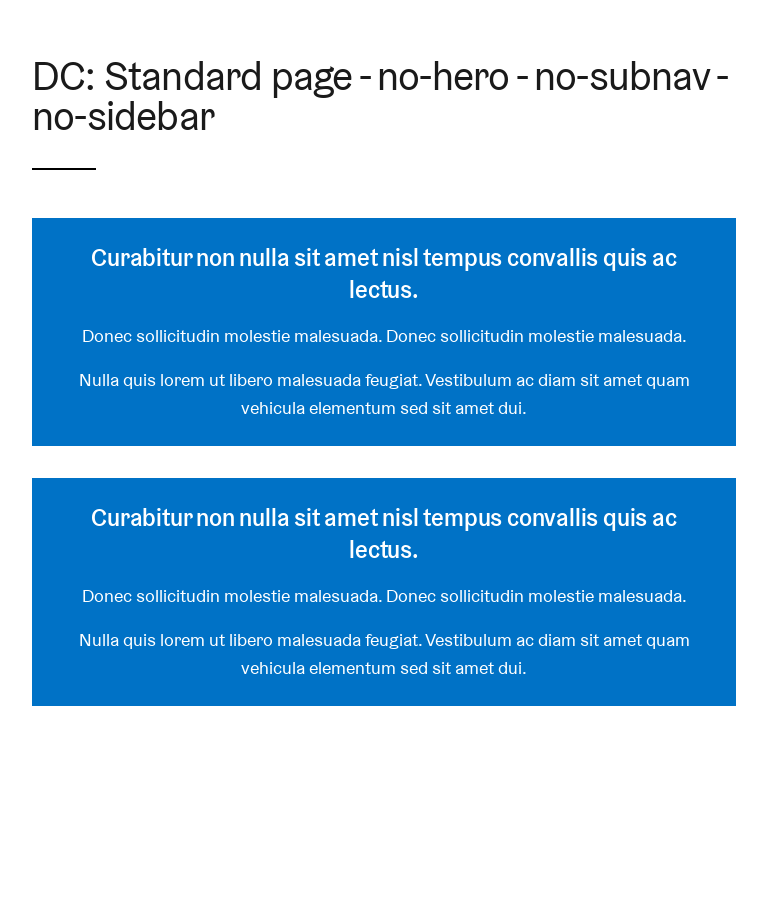 DC: Standard page - no-hero - no-subnav -
no-sidebar
Curabitur non nulla sit amet nisl tempus convallis quis ac
lectus.
Donec sollicitudin molestie malesuada. Donec sollicitudin molestie malesuada.
Nulla quis lorem ut libero malesuada feugiat. Vestibulum ac diam sit amet quam
vehicula elementum sed sit amet dui.
Curabitur non nulla sit amet nisl tempus convallis quis ac
lectus.
Donec sollicitudin molestie malesuada. Donec sollicitudin molestie malesuada.
Nulla quis lorem ut libero malesuada feugiat. Vestibulum ac diam sit amet quam
vehicula elementum sed sit amet dui.